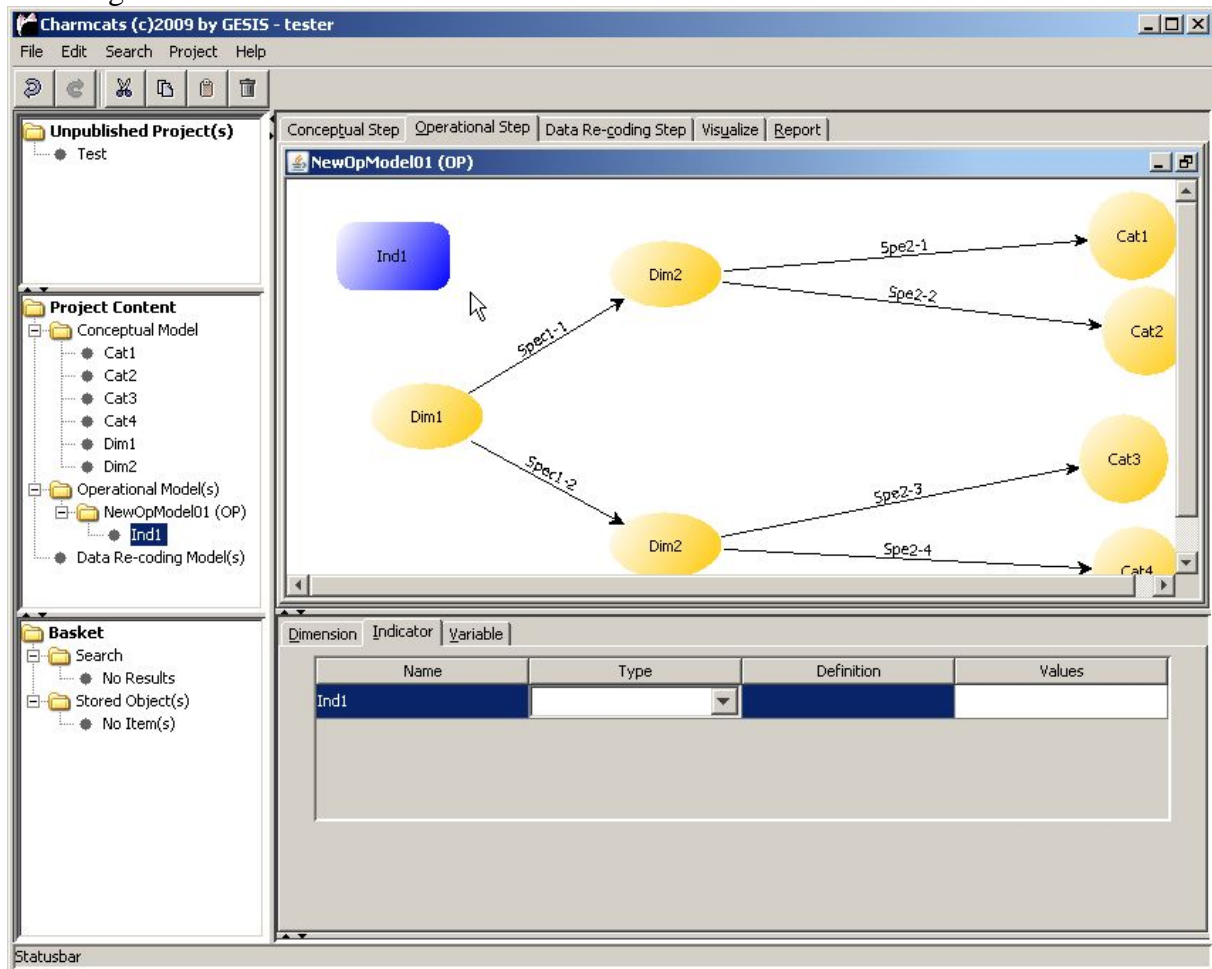 Charmcats (c)2009 by GESIS - tester
File Edit Search Project Help
Unpublished Project(s)
Test
Project Content
Conceptual Model
Cat1
Cat2
Cat3
Cat4
Dim1
Dim2
Operational Model(s)
NewOpModel01 (OP)
Ind1
Data Re-coding Model(s)
Basket
Search
No Results
Stored Object(s)
No Item(s)
Conceptual Step Operational Step Data Re-coding Step Visualize Report
NewOpModel01 (OP)
Ind1
Dim2
Spe2-1
Cat1
Spe2-2
Cat2
Spec1-1
Dim1
Spec1-2
Cat3
Spe2-3
Dim2
Spe2-4
Cat4
Dimension Indicator Variable
Name Type Definition Values
Ind1
Statusbar